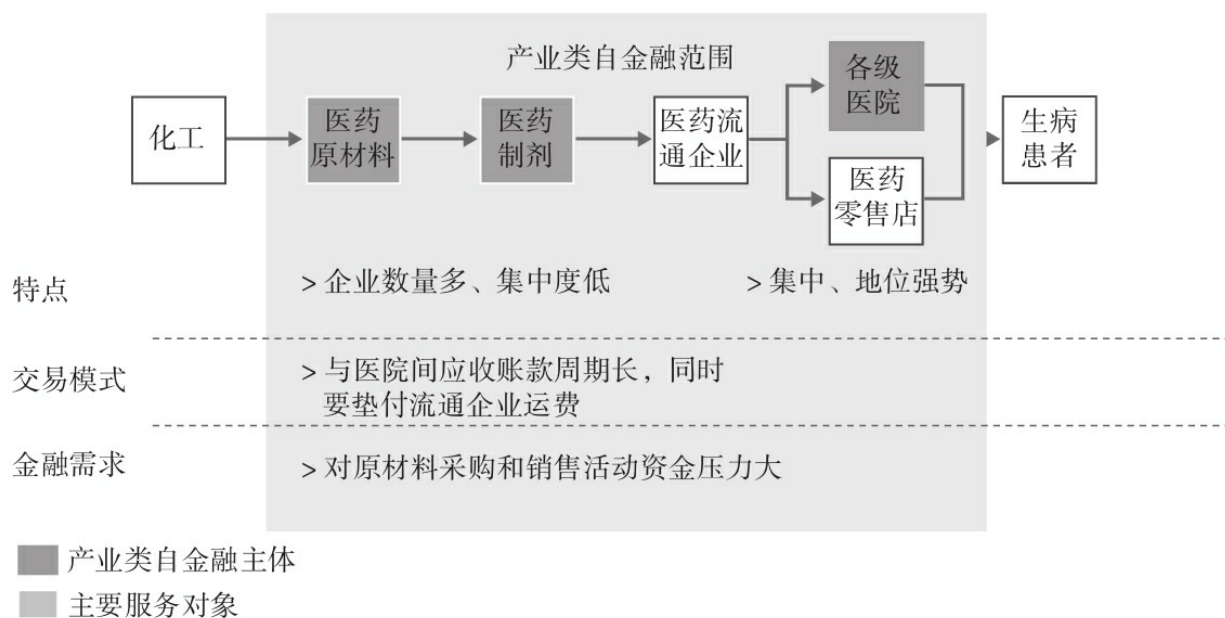 产业类自金融范围
化工
医药
原材料
医药
制剂
医药流
通企业
各级
医院
医药
零售店
生病
患者
特点
> 企业数量多、集中度低
> 集中、地位强势
交易模式
> 与医院间应收账款周期长，同时
要垫付流通企业运费
金融需求
> 对原材料采购和销售活动资金压力大
产业类自金融主体
主要服务对象